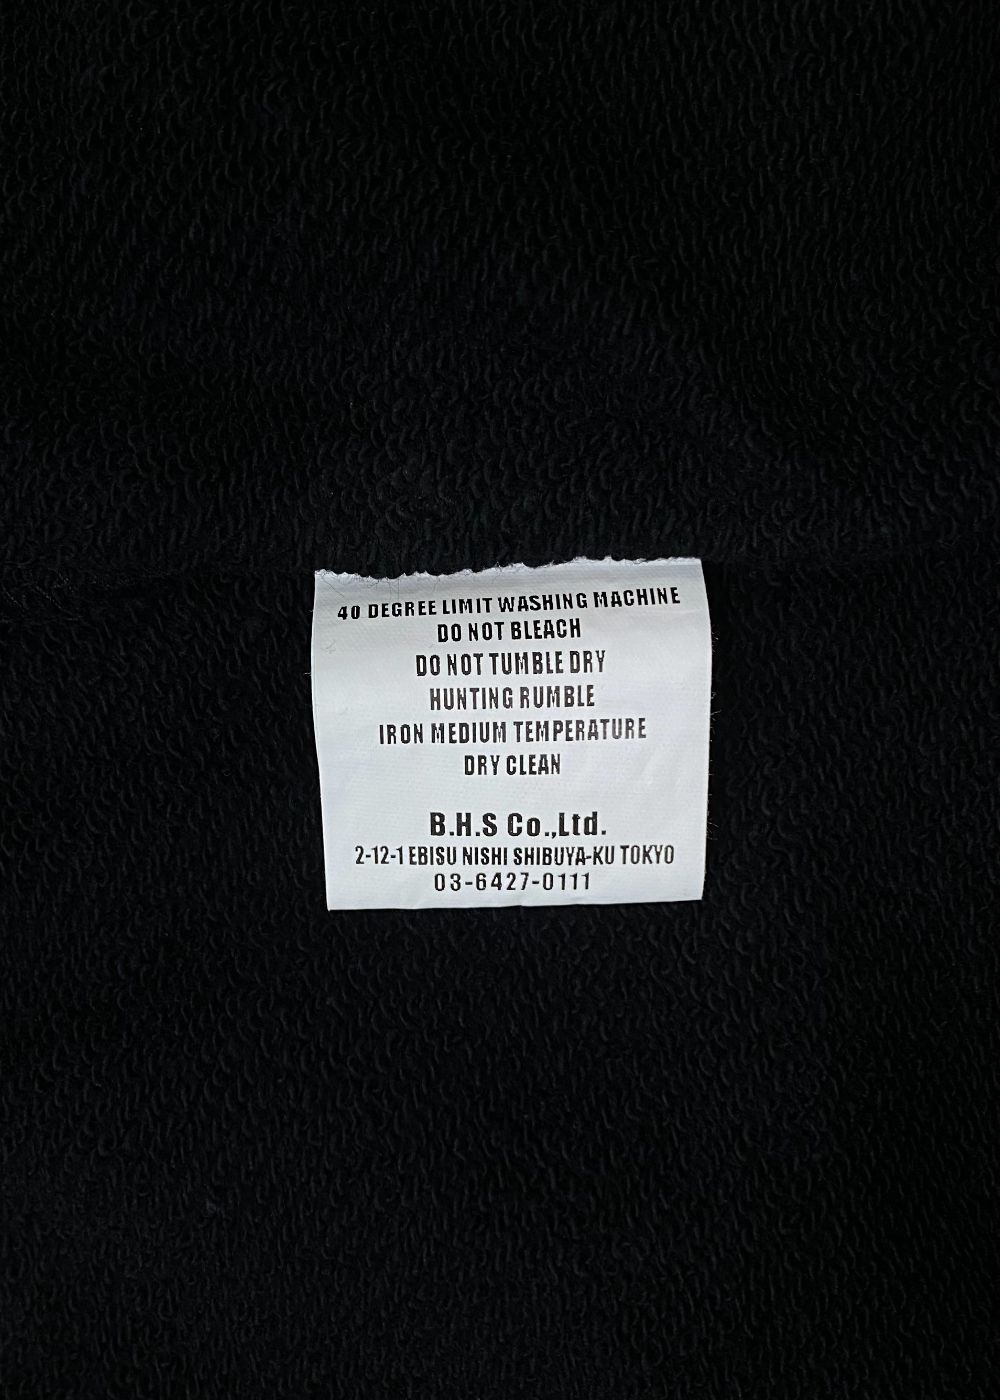 40 DEGREE LIMIT WASHING MACHINE
DO NOT BLEACH
DO NOT TUMBLE DRY
HUNTING RUMBLE
IRON MEDIUM TEMPERATURE
DRY CLEAN
B.H.S Co.,Ltd.
2-12-1 EBISU NISHI SHIBUYA-KU TOKYO
03-6427-0111